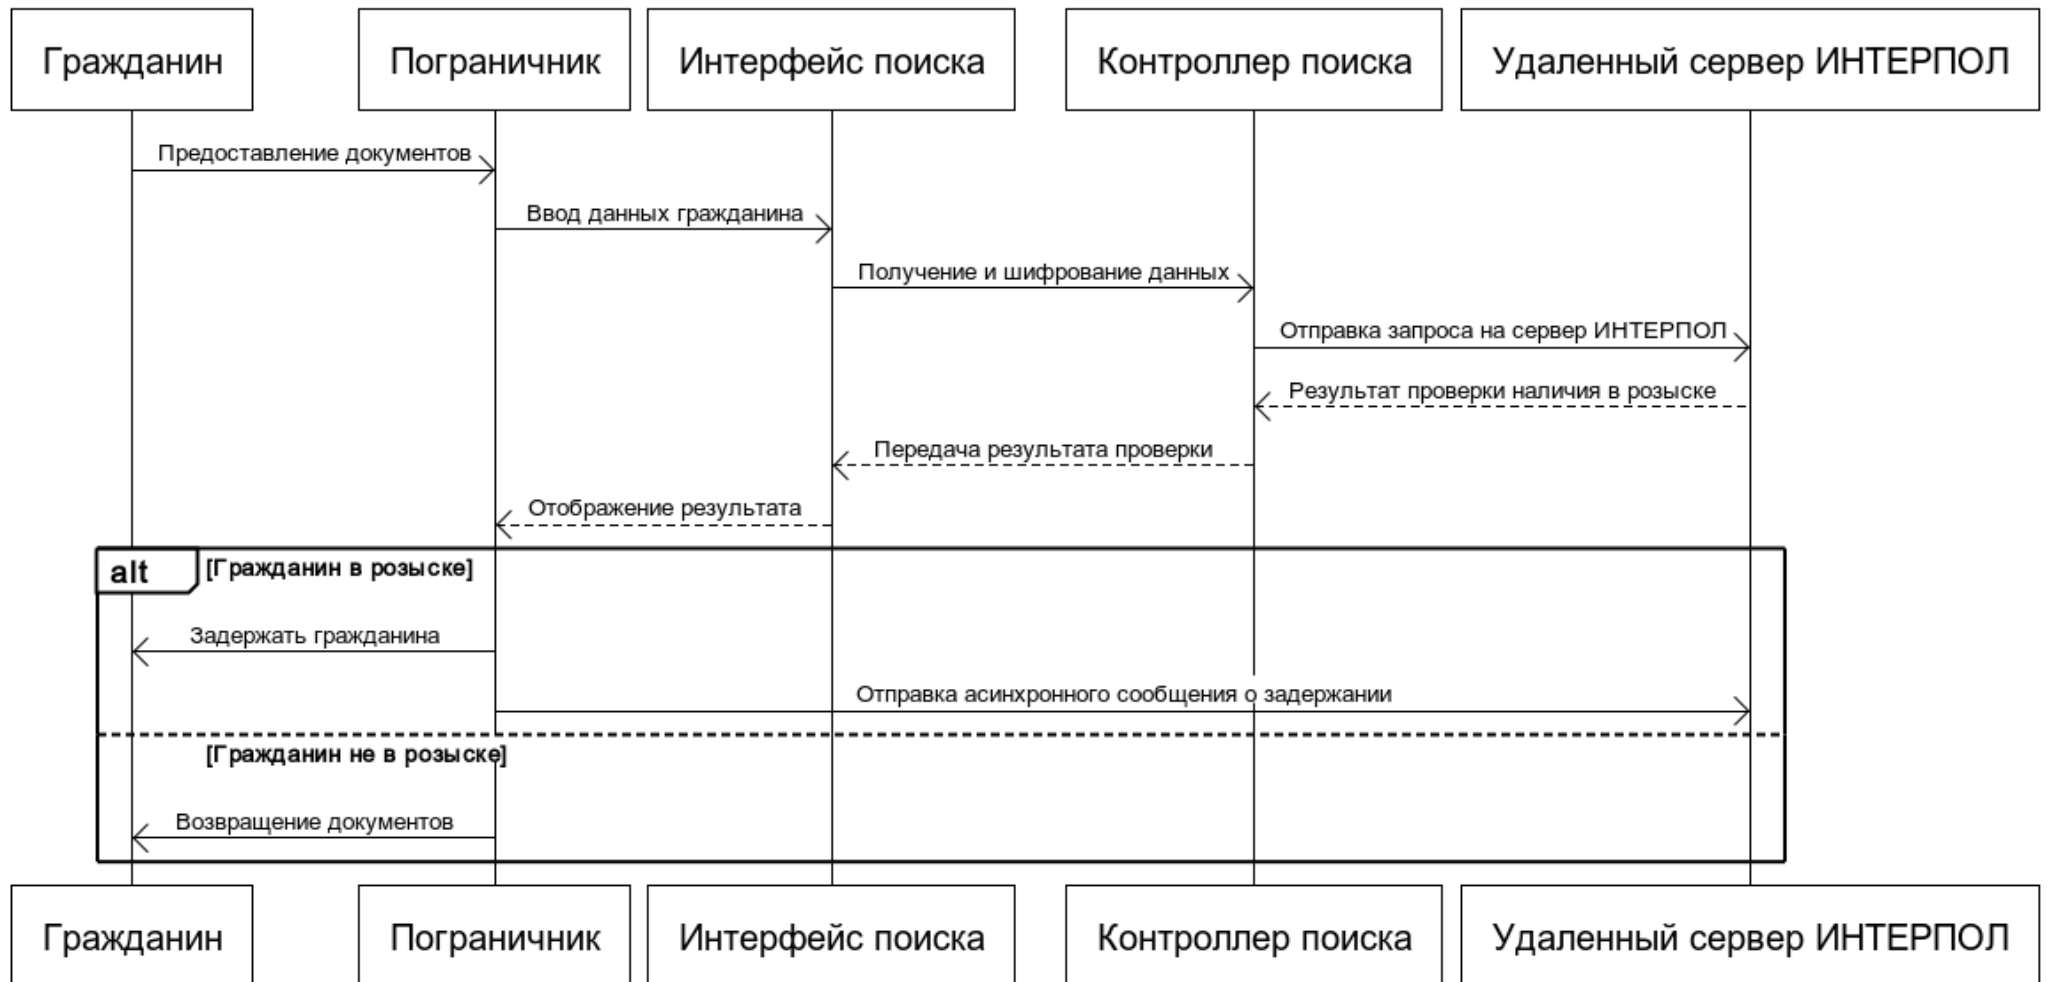 Гражданин
Пограничник
Интерфейс поиска
Контроллер поиска
Удаленный сервер ИНТЕРПОЛ
Предоставление документов
Ввод данных гражданина
Получение и шифрование данных
Отправка запроса на сервер ИНТЕРПОЛ
Результат проверки наличия в розыске
Передача результата проверки
Отображение результата
alt
[Гражданин в розыске]
Задержать гражданина
Отправка асинхронного сообщения о задержании
[Гражданин не в розыске]
Возвращение документов
Гражданин
Пограничник
Интерфейс поиска
Контроллер поиска
Удаленный сервер ИНТЕРПОЛ